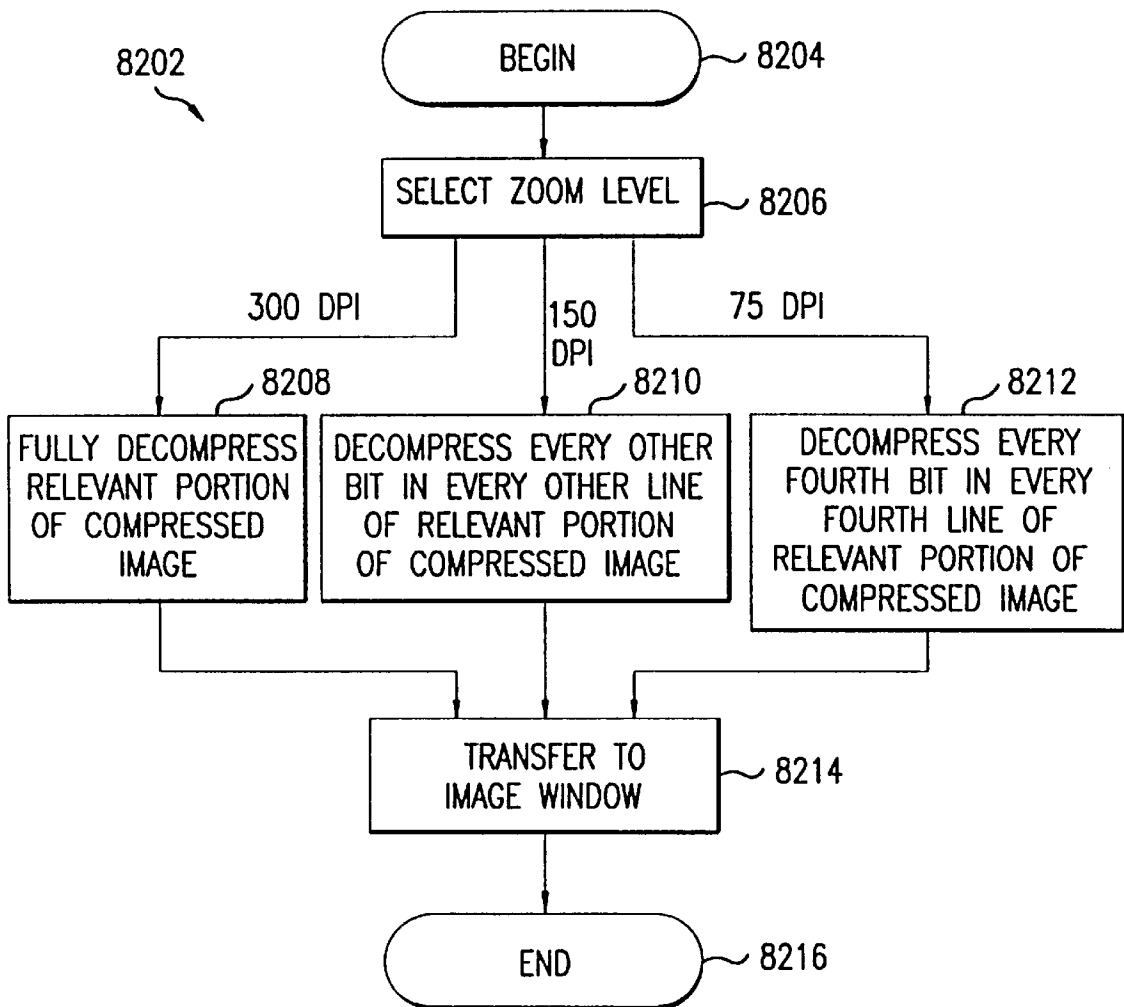 8202
BEGIN
8204
SELECT ZOOM LEVEL
8206
300 DPI
150
DPI
75 DPI
8208
FULLY DECOMPRESS
RELEVANT PORTION
OF COMPRESSED
IMAGE
8210
DECOMPRESS EVERY OTHER
BIT IN EVERY OTHER LINE
OF RELEVANT PORTION
OF COMPRESSED IMAGE
8212
DECOMPRESS EVERY
FOURTH BIT IN EVERY
FOURTH LINE OF
RELEVANT PORTION OF
COMPRESSED IMAGE
TRANSFER TO
IMAGE WINDOW
8214
END
8216